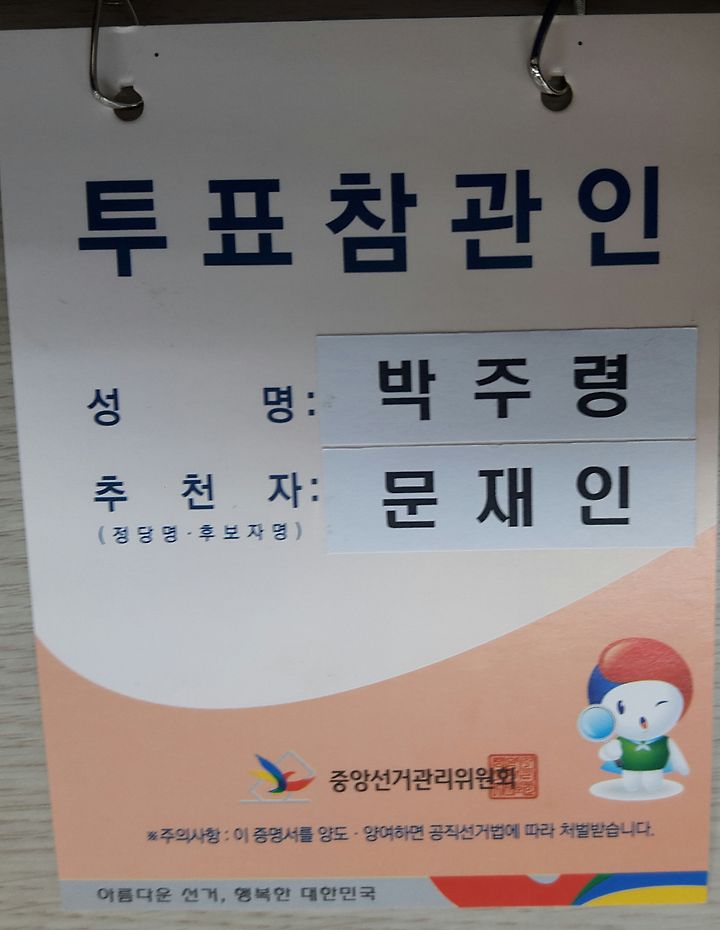 투표참관인
성 명: 박주령
추 천 자: 문재인
(정당명·후보자명)
중앙선거관리위원회
※주의사항 : 이 증명서를 양도·양여하면 공직선거법에 따라 처벌받습니다.
아름다운 선거, 행복한 대한민국